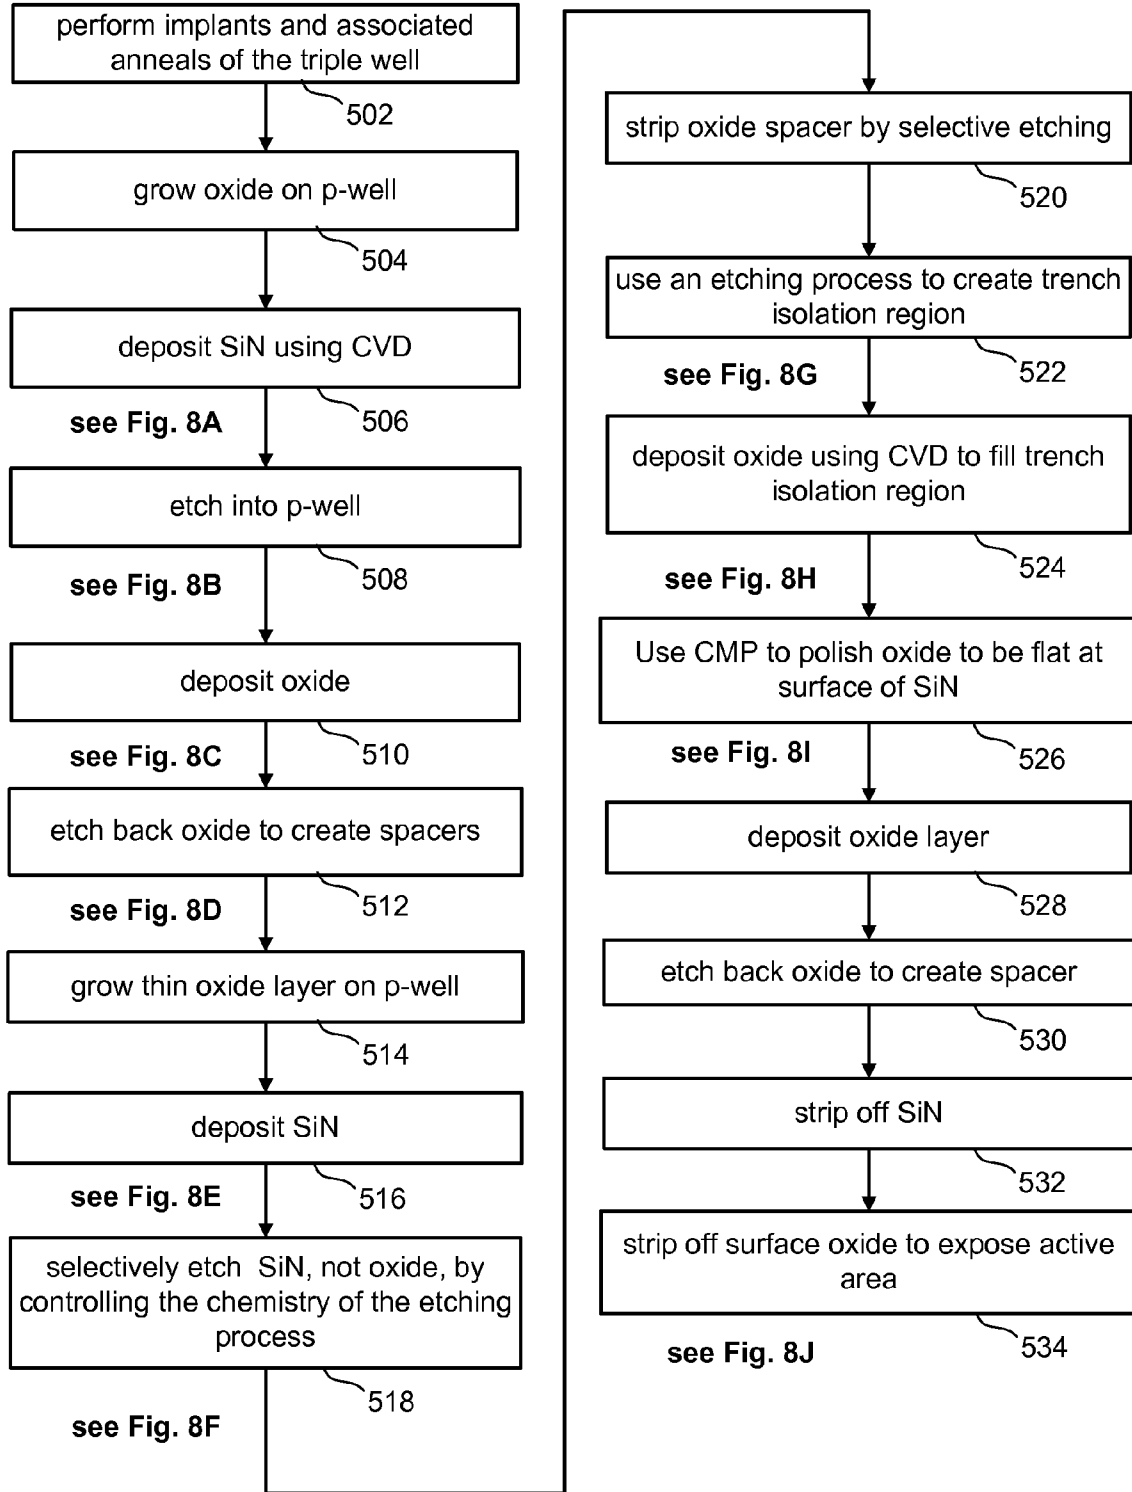 perform implants and associated
anneals of the triple well
502
grow oxide on p-well
504
deposit SiN using CVD
506
see Fig. 8A
etch into p-well
508
see Fig. 8B
deposit oxide
510
see Fig. 8C
etch back oxide to create spacers
512
see Fig. 8D
grow thin oxide layer on p-well
514
deposit SiN
516
see Fig. 8E
selectively etch SiN, not oxide, by
controlling the chemistry of the etching
process
518
see Fig. 8F
strip oxide spacer by selective etching
520
use an etching process to create trench
isolation region
522
see Fig. 8G
deposit oxide using CVD to fill trench
isolation region
524
see Fig. 8H
Use CMP to polish oxide to be flat at
surface of SiN
526
see Fig. 8I
deposit oxide layer
528
etch back oxide to create spacer
530
strip off SiN
532
strip off surface oxide to expose active
area
534
see Fig. 8J